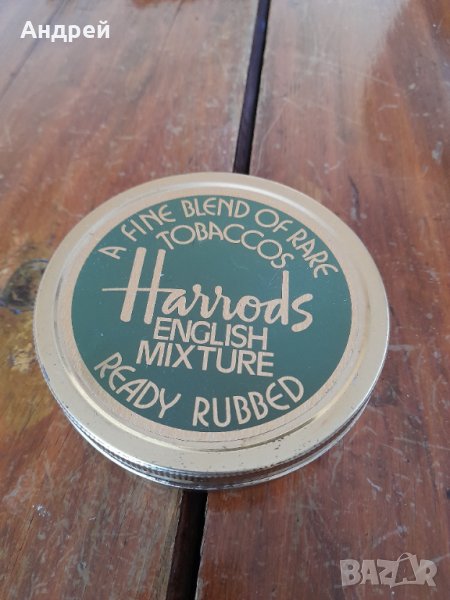 Андрей
A FINE BLEND OF RARE
TOBACCOS
Harrods
ENGLISH
MIXTURE
READY RUBBED
BAZAR